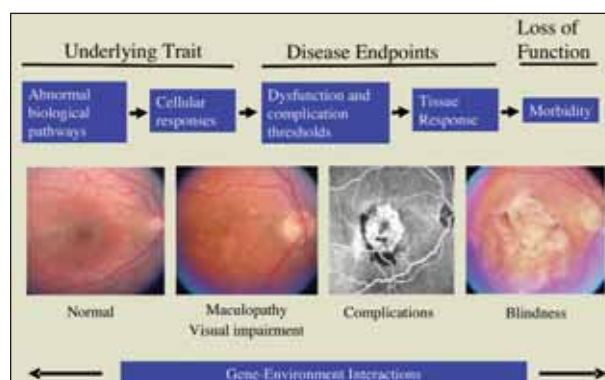 Underlying Trait
Disease Endpoints
Loss of
Function
Abnormal
biological
pathways
Cellular
responses
Dysfunction and
complication
thresholds
Tissue
Response
Morbidity
Normal
Maculopathy
Visual impairment
Complications
Blindness
Gene-Environment Interactions